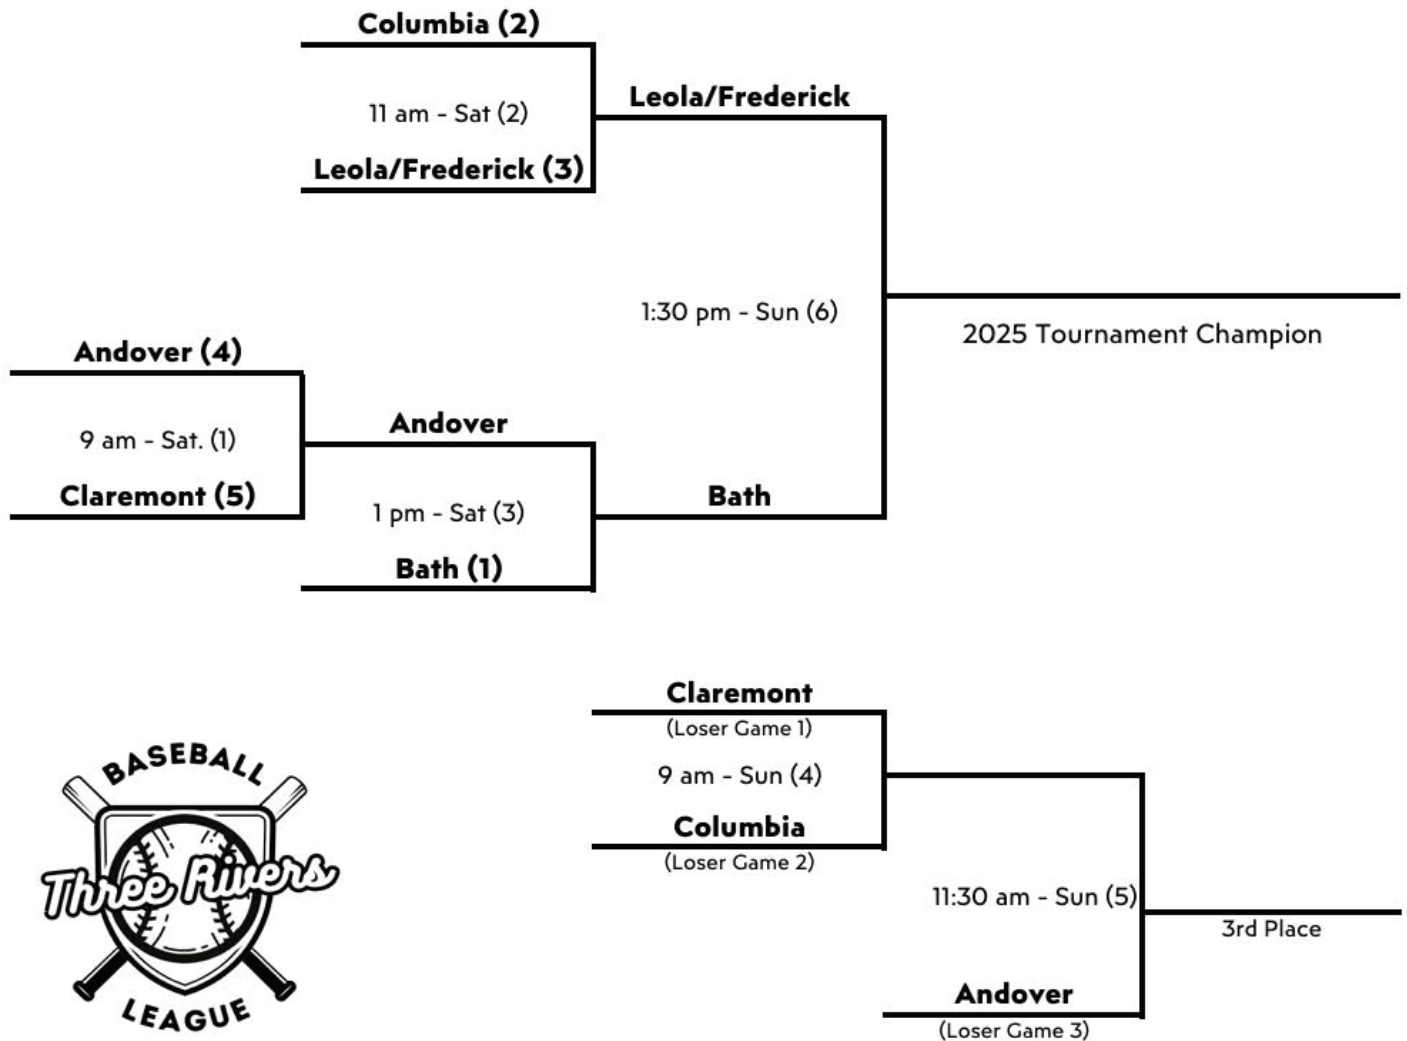 Columbia (2)
11 am - Sat (2)
Leola/Frederick (3)
Leola/Frederick
1:30 pm - Sun (6)
2025 Tournament Champion
Andover (4)
9 am - Sat. (1)
Claremont (5)
Andover
1 pm - Sat (3)
Bath (1)
Bath
Claremont
(Loser Game 1)
9 am - Sun (4)
Columbia
(Loser Game 2)
11:30 am - Sun (5)
3rd Place
Andover
(Loser Game 3)
BASEBALL
Three Rivers
LEAGUE